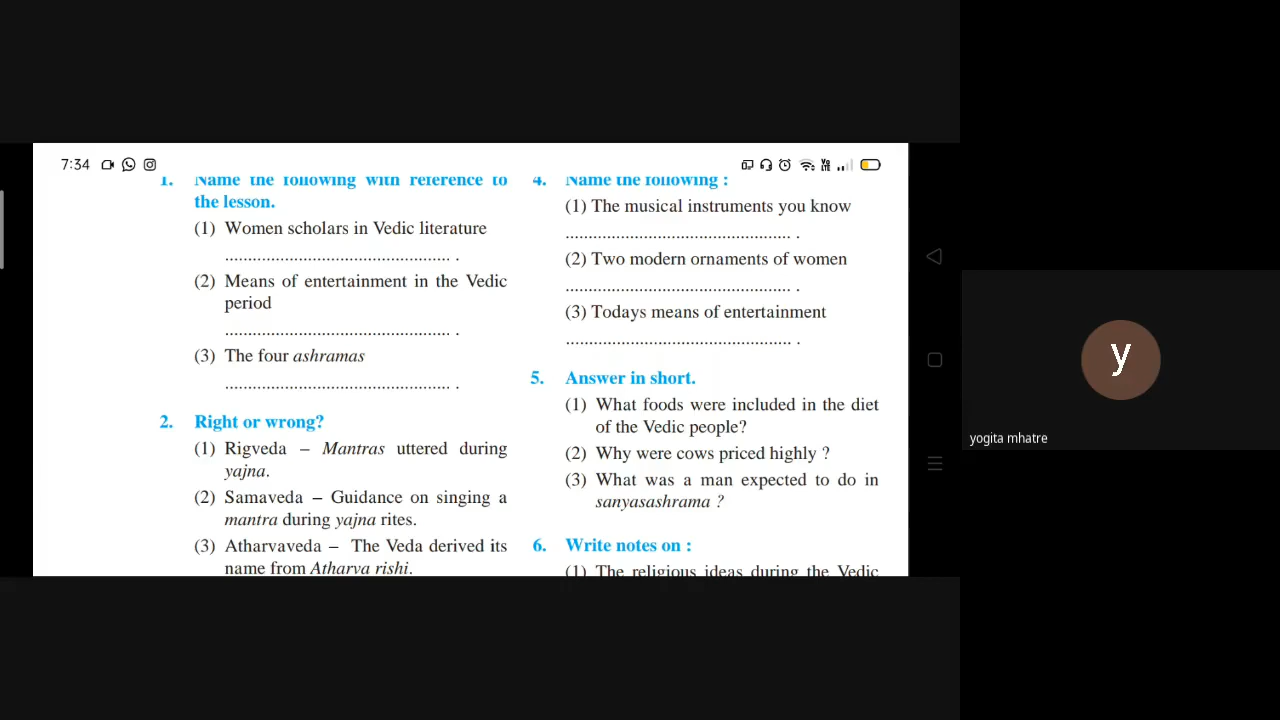 7:34
1. Name the following with reference to
the lesson.
(1) Women scholars in Vedic literature
................................................. .
(2) Means of entertainment in the Vedic
period
................................................. .
(3) The four ashramas
................................................. .
2. Right or wrong?
(1) Rigveda – Mantras uttered during
yajna.
(2) Samaveda – Guidance on singing a
mantra during yajna rites.
(3) Atharvaveda – The Veda derived its
name from Atharva rishi.
4. Name the following :
(1) The musical instruments you know
................................................. .
(2) Two modern ornaments of women
................................................. .
(3) Todays means of entertainment
................................................. .
5. Answer in short.
(1) What foods were included in the diet
of the Vedic people?
(2) Why were cows priced highly ?
(3) What was a man expected to do in
sanyasashrama ?
6. Write notes on :
(1) The religious ideas during the Vedic
y
yogita mhatre